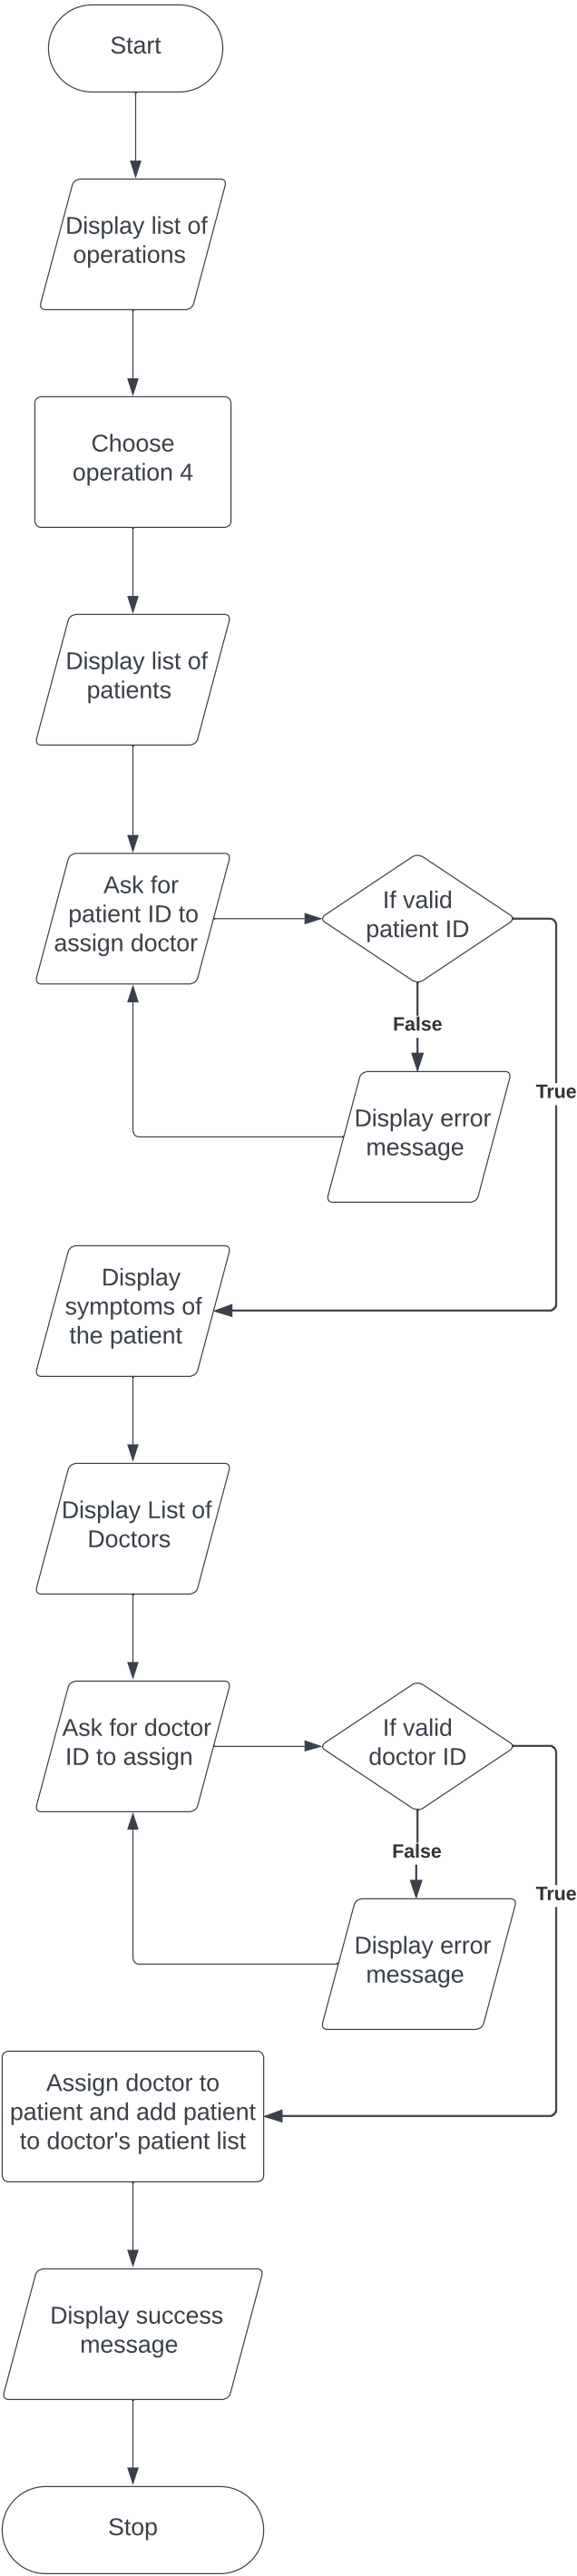 Start
Display list of
operations
Choose
operation 4
Display list of
patients
Ask for
patient ID to
assign doctor
If valid
patient ID
False
True
Display error
message
Display
symptoms of
the patient
Display List of
Doctors
Ask for doctor
ID to assign
If valid
doctor ID
False
True
Display error
message
Assign doctor to
patient and add patient
to doctor's patient list
Display success
message
Stop